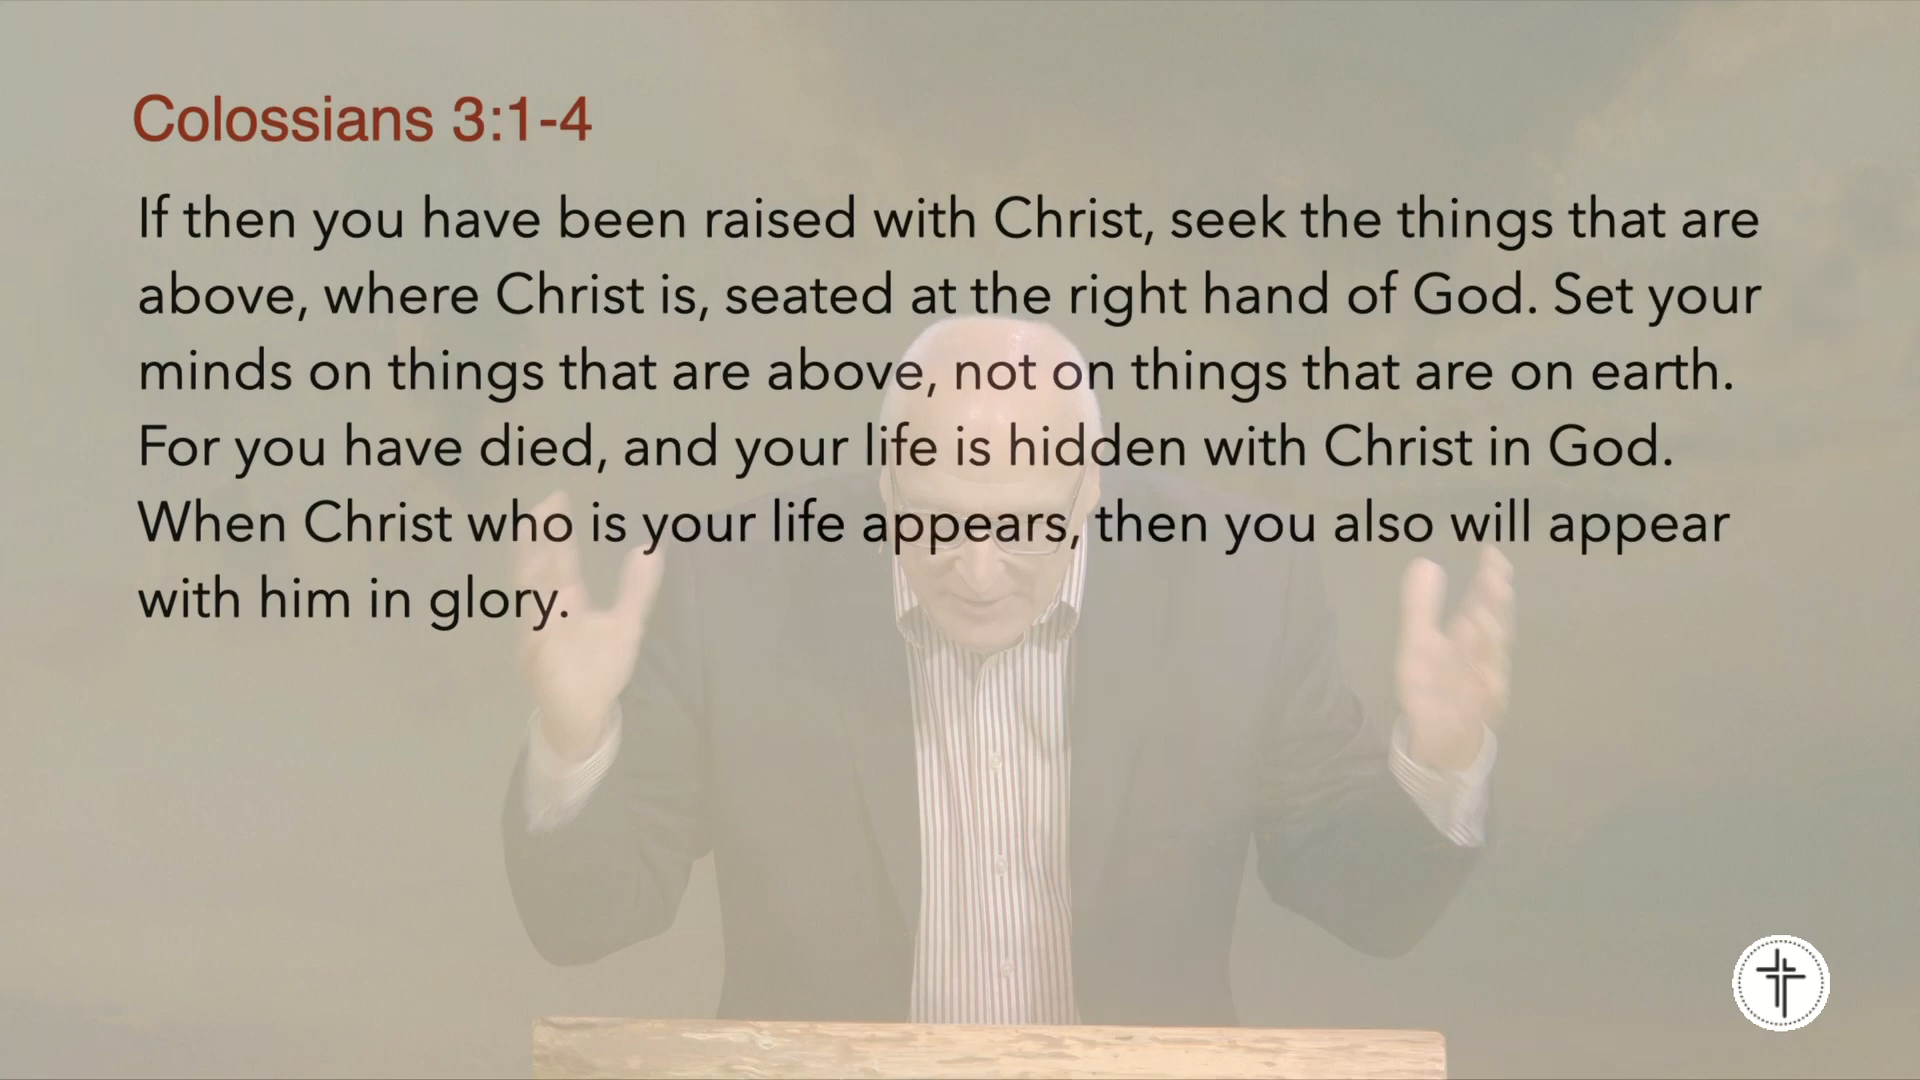 Colossians 3:1-4
If then you have been raised with Christ, seek the things that are
above, where Christ is, seated at the right hand of God. Set your
minds on things that are above, not on things that are on earth.
For you have died, and your life is hidden with Christ in God.
When Christ who is your life appears, then you also will appear
with him in glory.